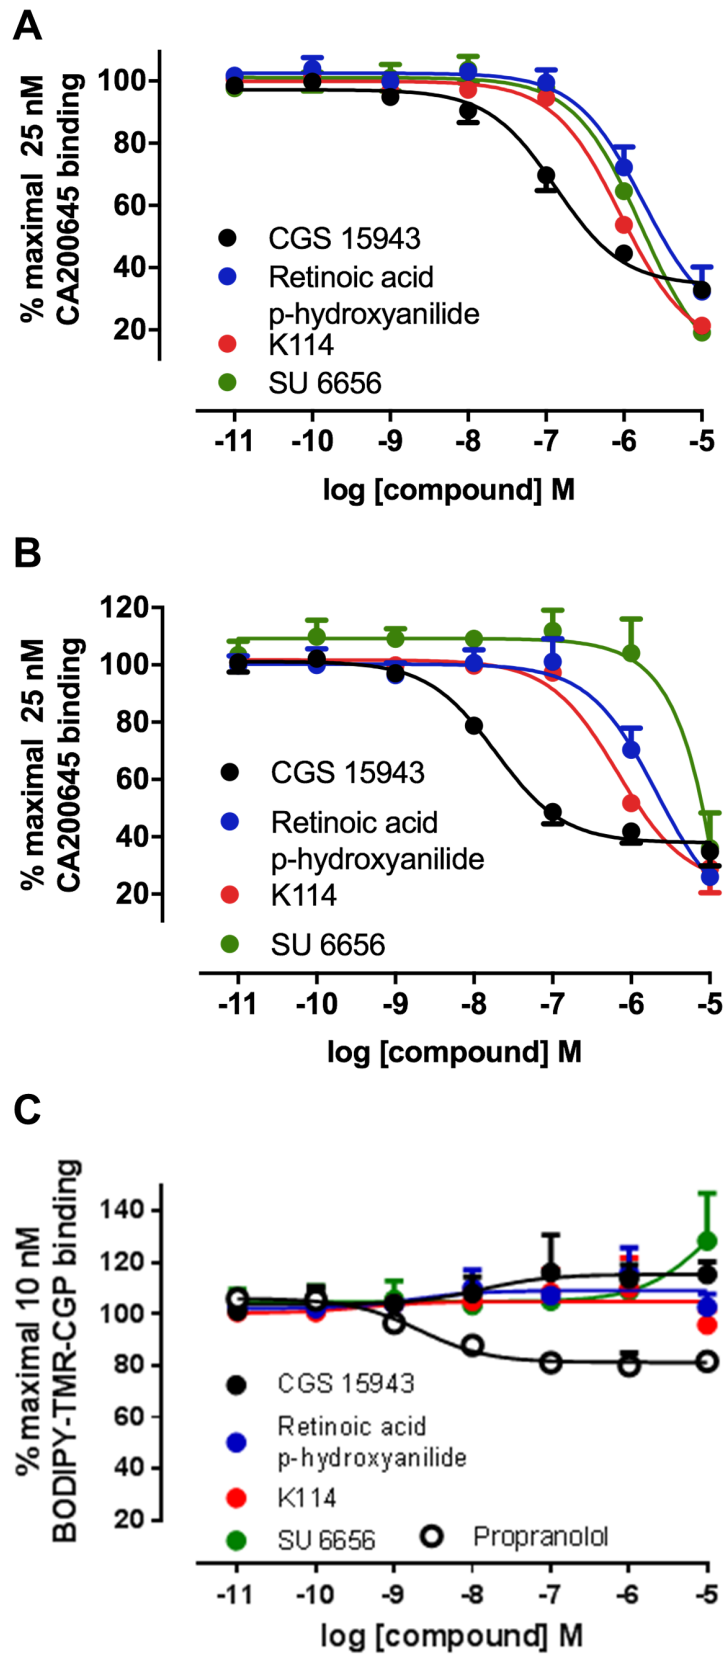 A
% maximal 25 nM
CA200645 binding
100
80
60
40
20
CGS 15943
Retinoic acid
p-hydroxyanilide
K114
SU 6656
-11 -10 -9 -8 -7 -6 -5
log [compound] M
B
% maximal 25 nM
CA200645 binding
120
100
80
60
40
20
CGS 15943
Retinoic acid
p-hydroxyanilide
K114
SU 6656
-11 -10 -9 -8 -7 -6 -5
log [compound] M
C
% maximal 10 nM
BODIPY-TMR-CGP binding
140
120
100
80
60
40
20
CGS 15943
Retinoic acid
p-hydroxyanilide
K114
SU 6656 Propranolol
-11 -10 -9 -8 -7 -6 -5
log [compound] M